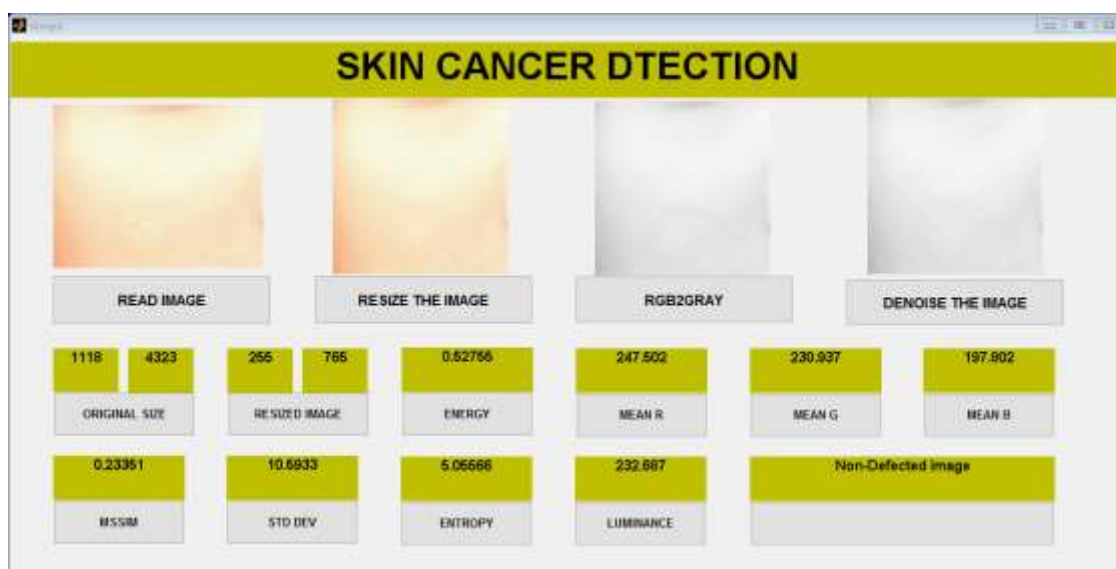 SKIN CANCER DTECTION
READ IMAGE
RESIZE THE IMAGE
RGB2GRAY
DENOISE THE IMAGE
1118 4323 255 765 0.52756 247.502 230.937 197.802
ORIGINAL SIZE RESIZED IMAGE ENERGY MEAN R MEAN G MEAN B
0.23351 10.5933 5.05566 232.687 Non-Defected image
MSSIM STD DEV ENTROPY LUMINANCE